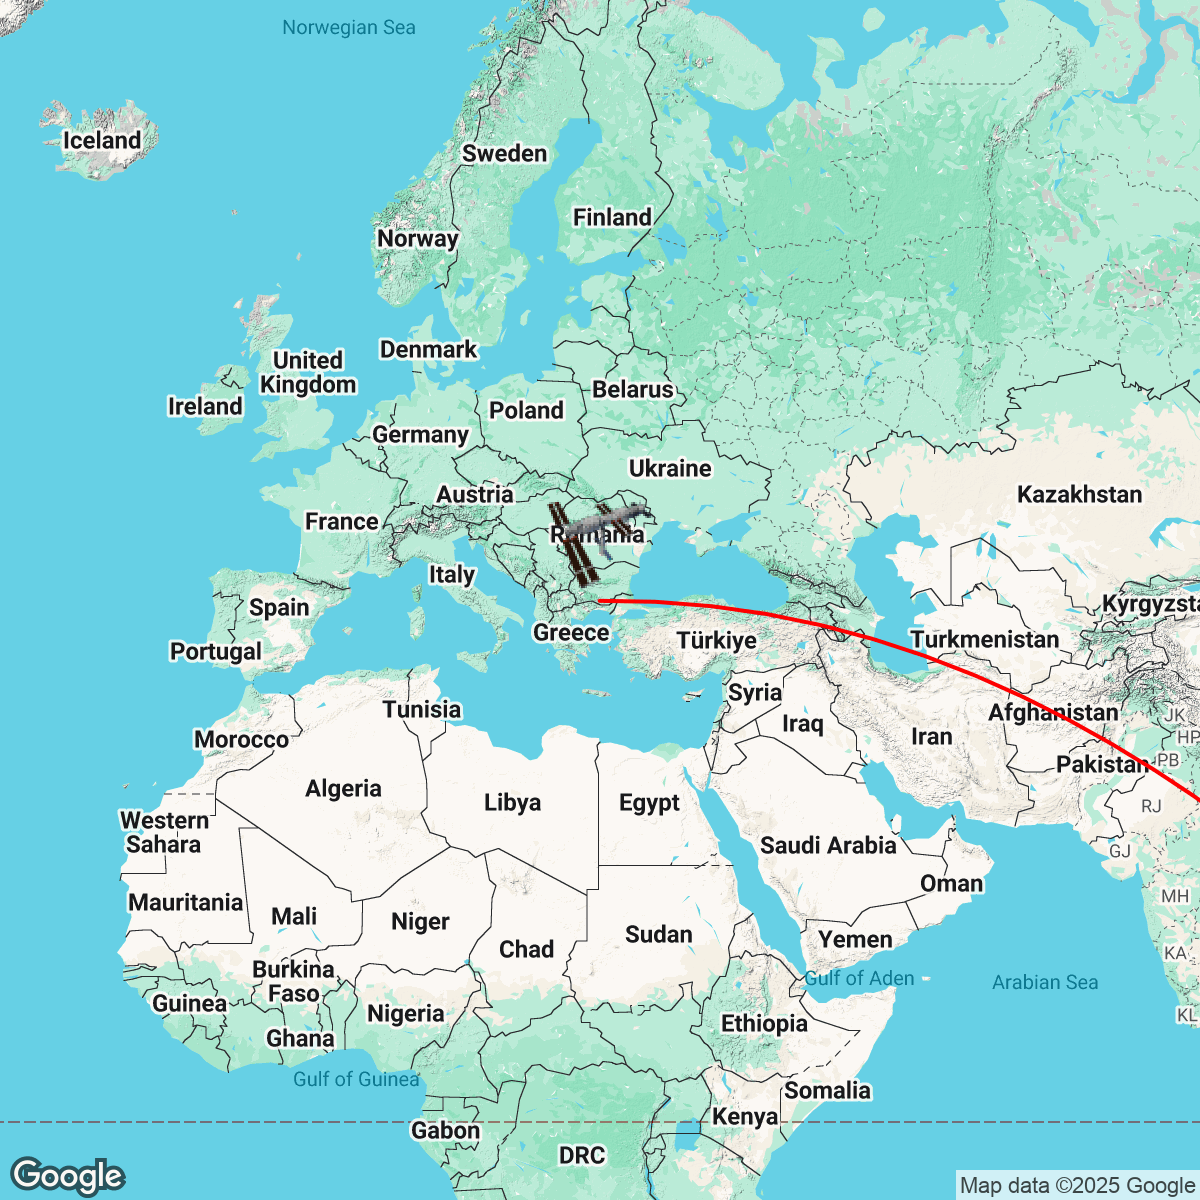 Norwegian Sea
Iceland
Sweden
Finland
Norway
Denmark
United
Kingdom
Belarus
Ireland
Poland
Germany
Ukraine
Austria
Kazakhstan
France
Romania
Italy
Kyrgyzsta
Spain
Greece
Türkiye
Turkmenistan
Portugal
Syria
Tunisia
Afghanistan
JK
Iraq
HP
Morocco
Iran
Pakistan
PB
Algeria
Libya
Egypt
RJ
Western
Sahara
Saudi Arabia
GJ
Oman
MH
Mauritania
Mali
Niger
Sudan
Yemen
Chad
KA
Burkina
Faso
Gulf of Aden
Arabian Sea
Guinea
Nigeria
KL
Ethiopia
Ghana
Gulf of Guinea
Somalia
Kenya
Gabon
DRC
Google
Map data ©2025 Google